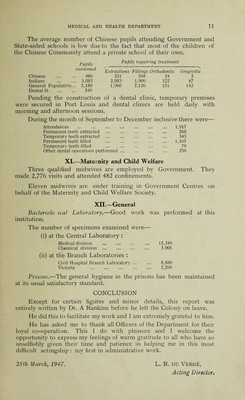 MEDICAL AND HEALTH DEPARTMENT 11
The average number of Chinese pupils attending Government and
State-aided schools is low due to the fact that most of the children of
the Chinese Community attend a private school of their own.
Pupils examined Pupils requiring treatment
Extractions Fillings Orthodontic Gingivitis
Chinese ... 486 331 344 24 3
Indians ... 3,083 2,083 1,909 127 87
General Population... 3,189 1,960 2,126 151 142
Dental fit ... 240
Pending the construction of a dental clinic, temporary premises
were secured in Port Louis and dental clinics are held daily with
morning and afternoon sessions.
During the month of September to December inclusive there were—
Attendances ... 1,957
Permanent teeth extracted ... 260
Temporary teeth extracted ... 343
Permanent teeth filled ... 1,103
Temporary teeth filled ... 70
Other dental operations performed ... 259
XI.—Maternity and Child Welfare
Three qualified midwives are employed by Government. They
made 2,776 visits and attended 482 confinements.
Eleven midwives are under training in Government Centres on
behalf of the Maternity and Child Welfare Society.
XII.—General
Bacteriological Laboratory.—Good work was performed at this
institution.
The number of specimens examined were—
(i) at the Central Laboratory :
Medical division ... 15,349
Chemical division ... 3,906
(ii) at the Branch Laboratories :
Civil Hospital Branch Laboratory ... 6,880
Victoria ... 2,390
Prisons.—The general hygiene in the prisons has been maintained
at its usual satisfactory standard.
CONCLUSION
Except for certain figures and minor details, this report was
entirely written by Dr. A Rankine before he left the Colony on leave.
He did this to facilitate my work and I am extremely grateful to him.
He has asked me to thank all Officers of the Department for their
loyal co-operation. This I do with pleasure and I welcome the
opportunity to express my feelings of warm gratitude to all who have so
unselfishly given their time and patience in helping me in this most
difficult actingship : my first in administrative work.
28th March, 1947. L. R. DU VERGÉ,
Acting Director.